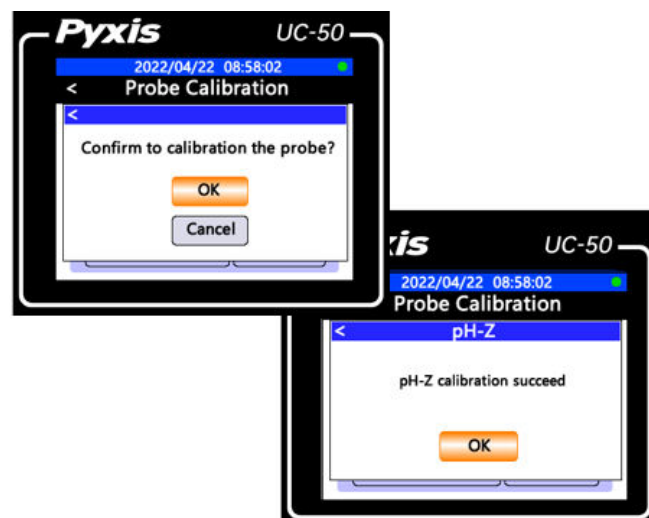 Pyxis UC-50
2022/04/22 08:58:02
< Probe Calibration
<
Confirm to calibration the probe?
OK
Cancel
xis UC-50
2022/04/22 08:58:02
Probe Calibration
< pH-Z
pH-Z calibration succeed
OK